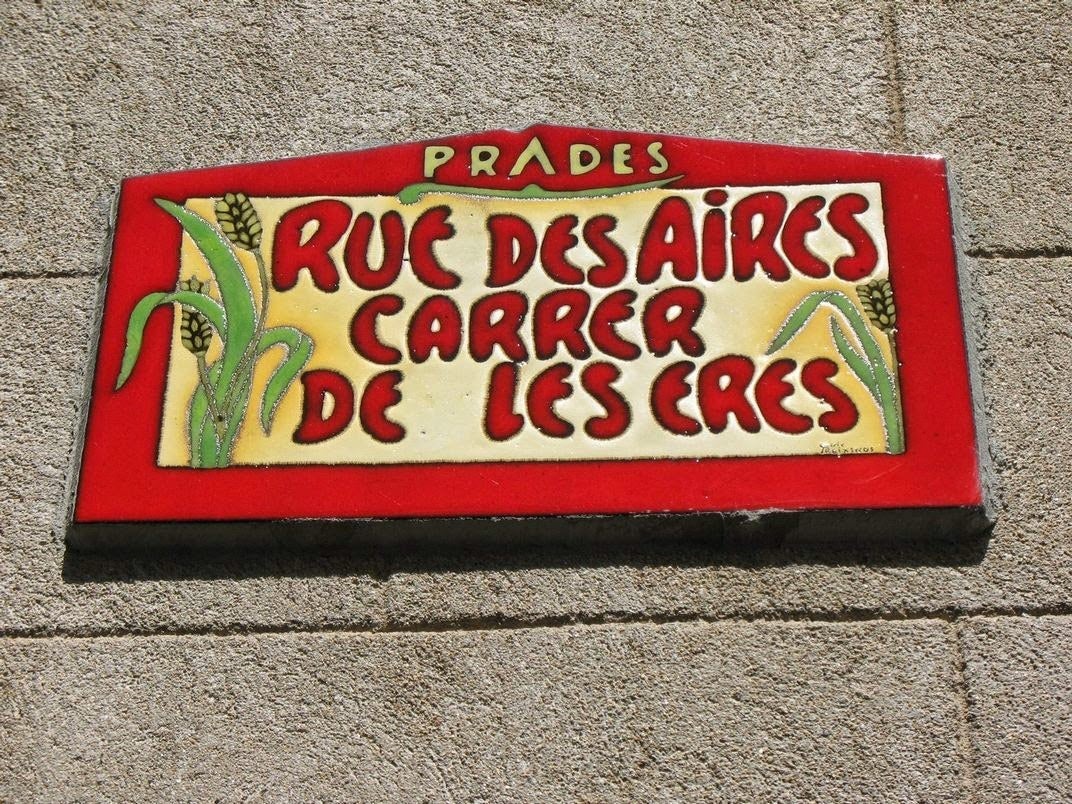 PRADES
RUE DES AIRES
CARRER
DE LES ERES